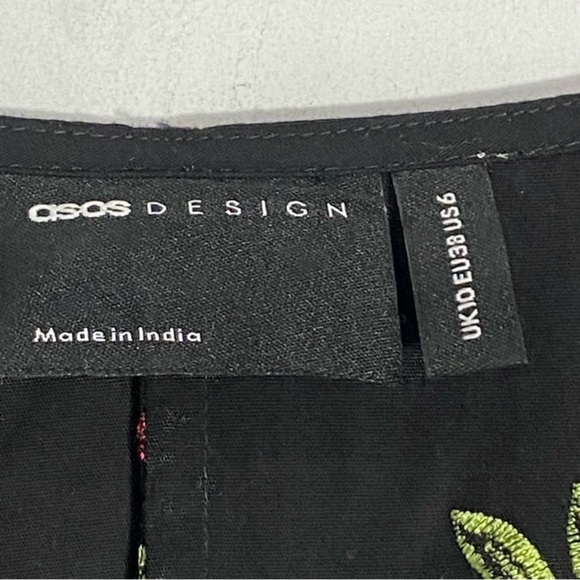 asos DESIGN
Made in India
UK10 EU38 US6